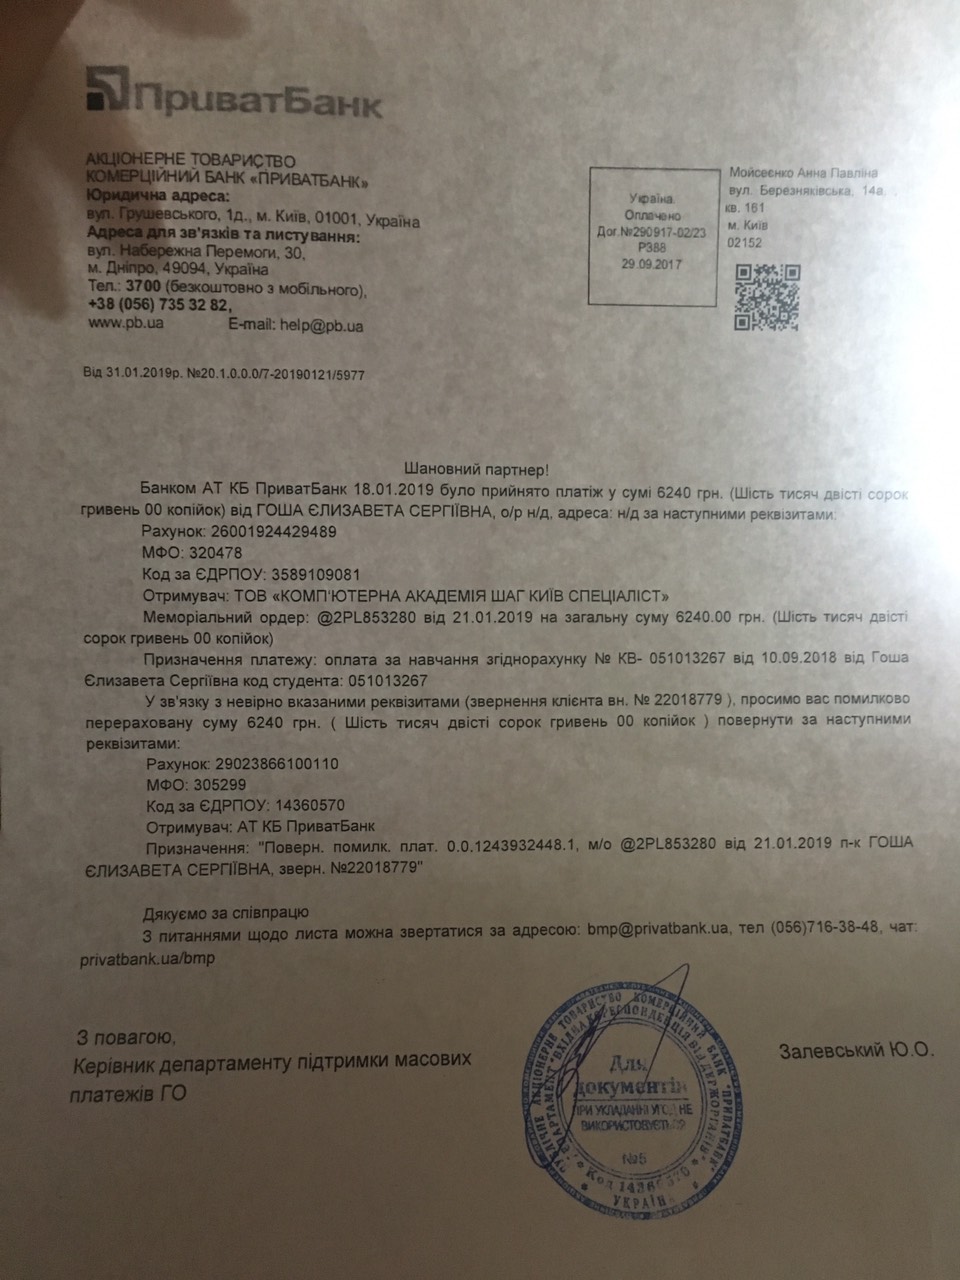 ПриватБанк
АКЦІОНЕРНЕ ТОВАРИСТВО
КОМЕРЦІЙНИЙ БАНК «ПРИВАТБАНК»
Юридична адреса:
вул. Грушевського, 1д., м. Київ, 01001, Україна
Адреса для зв'язків та листування:
вул. Набережна Перемоги, 30,
м. Дніпро, 49094, Україна
Тел.: 3700 (безкоштовно з мобільного),
+38 (056) 735 32 82,
www.pb.ua E-mail: help@pb.ua
Україна
Оплачено
Дог.№290917-02/23
Р388
29.09.2017
Мойсеєнко Анна Павліна
вул. Березняківська, 14а,
кв. 161
м. Київ
02152
Від 31.01.2019р. №20.1.0.0.0/7-20190121/5977
Шановний партнер!
Банком АТ КБ ПриватБанк 18.01.2019 було прийнято платіж у сумі 6240 грн. (Шість тисяч двісті сорок
гривень 00 копійок) від ГОША ЄЛИЗАВЕТА СЕРГІЇВНА, о/р н/д, адреса: н/д за наступними реквізитами:
Рахунок: 26001924429489
МФО: 320478
Код за ЄДРПОУ: 3589109081
Отримувач: ТОВ «КОМП'ЮТЕРНА АКАДЕМІЯ ШАГ КИЇВ СПЕЦІАЛІСТ»
Меморіальний ордер: @2PL853280 від 21.01.2019 на загальну суму 6240.00 грн. (Шість тисяч двісті
сорок гривень 00 копійок)
Призначення платежу: оплата за навчання згіднорахунку № КВ- 051013267 від 10.09.2018 від Гоша
Єлизавета Сергіївна код студента: 051013267
У зв'язку з невірно вказаними реквізитами (звернення клієнта вн. № 22018779 ), просимо вас помилково
перераховану суму 6240 грн. ( Шість тисяч двісті сорок гривень 00 копійок ) повернути за наступними
реквізитами:
Рахунок: 29023866100110
МФО: 305299
Код за ЄДРПОУ: 14360570
Отримувач: АТ КБ ПриватБанк
Призначення: "Поверн. помилк. плат. 0.0.1243932448.1, м/о @2PL853280 від 21.01.2019 п-к ГОША
ЄЛИЗАВЕТА СЕРГІЇВНА, зверн. №22018779"
Дякуємо за співпрацю
З питаннями щодо листа можна звертатися за адресою: bmp@privatbank.ua, тел (056)716-38-48, чат:
privatbank.ua/bmp
З повагою,
Керівник департаменту підтримки масових
платежів ГО
Залевський Ю.О.
АКЦІОНЕРНЕ ТОВАРИСТВО КОМЕРЦІЙНИЙ БАНК "ПРИВАТБАНК"
Для
документів
ПРИ УКЛАДАННІ УГОД НЕ
ВИКОРИСТОВУЄТЬСЯ
№5
Код 14360570
УКРАЇНА